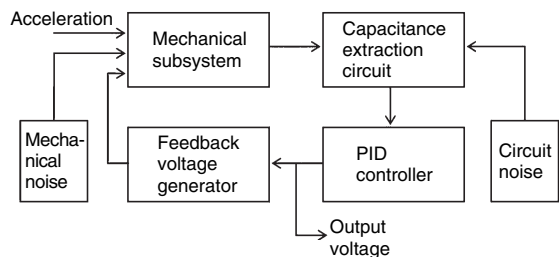 Acceleration
Mechanical
subsystem
Capacitance
extraction
circuit
Mecha-
nical
noise
Feedback
voltage
generator
PID
controller
Circuit
noise
Output
voltage